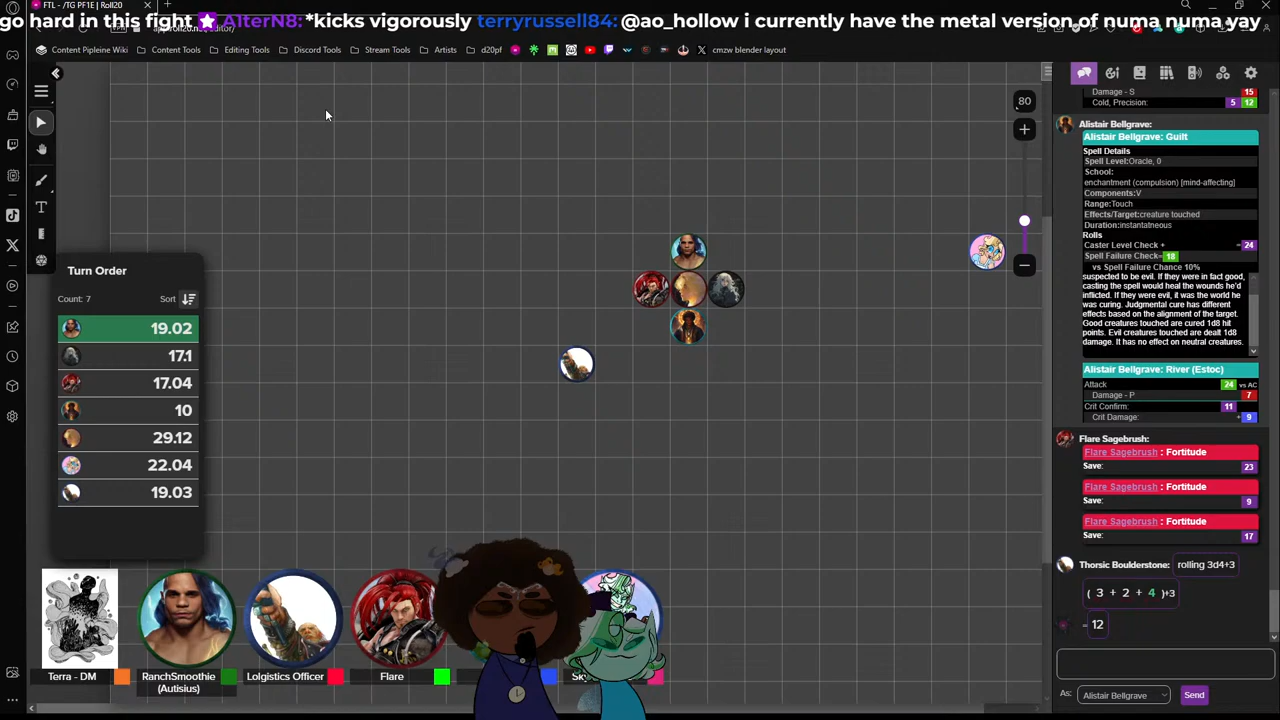 FTL - /TG PF1E | Roll20
go hard in this fight A1terN8: *kicks vigorously terryrussell84: @ao_hollow i currently have the metal version of numa numa yay
Content Pipleine Wiki Content Tools Editing Tools Discord Tools Stream Tools Artists d20pf cmzw blender layout
80
Turn Order
Count: 7 Sort
19.02
17.1
17.04
10
29.12
22.04
19.03
Terra - DM
RanchSmoothie (Autisius)
Lolgistics Officer
Flare
Damage - S 15
Cold, Precision: 5 12
Alistair Bellgrave:
Alistair Bellgrave: Guilt
Spell Details
Spell Level:Oracle, 0
School:
enchantment (compulsion) [mind-affecting]
Components:V
Range:Touch
Effects/Target:creature touched
Duration:instantatneous
Rolls
Caster Level Check + 24
Spell Failure Check= 18
vs Spell Failure Chance 10%
suspected to be evil. If they were in fact good,
casting the spell would heal the wounds he'd
inflicted. If they were evil, it was the world he
was curing. Judgmental cure has different
effects based on the alignment of the target.
Good creatures touched are cured 1d8 hit
points. Evil creatures are dealt 1d8
damage. It has no effect on neutral creatures.
Alistair Bellgrave: River (Estoc)
Attack 24 vs AC
Damage - P 7
Crit Confirm: 11
Crit Damage: + 9
Flare Sagebrush:
Flare Sagebrush : Fortitude
Save: 23
Flare Sagebrush : Fortitude
Save: 9
Flare Sagebrush : Fortitude
Save: 17
Thorsic Boulderstone: rolling 3d4+3
( 3 + 2 + 4 )+3
= 12
As: Alistair Bellgrave Send